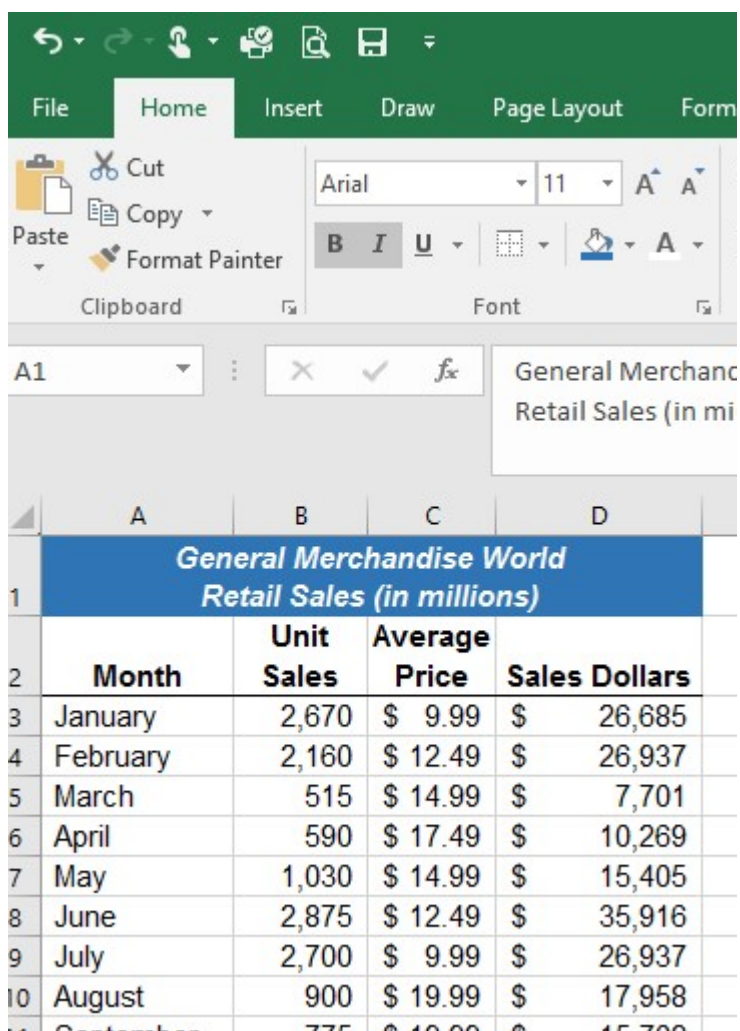 File Home Insert Draw Page Layout Form
Cut
Arial 11 A A
Copy
Paste
B I U A
Format Painter
Clipboard Font
A1 fx General Merchand
Retail Sales (in mi
A B C D
General Merchandise World
1 Retail Sales (in millions)
Unit Average
2 Month Sales Price Sales Dollars
3 January 2,670 $ 9.99 $ 26,685
4 February 2,160 $ 12.49 $ 26,937
5 March 515 $ 14.99 $ 7,701
6 April 590 $ 17.49 $ 10,269
7 May 1,030 $ 14.99 $ 15,405
8 June 2,875 $ 12.49 $ 35,916
9 July 2,700 $ 9.99 $ 26,937
10 August 900 $ 19.99 $ 17,958